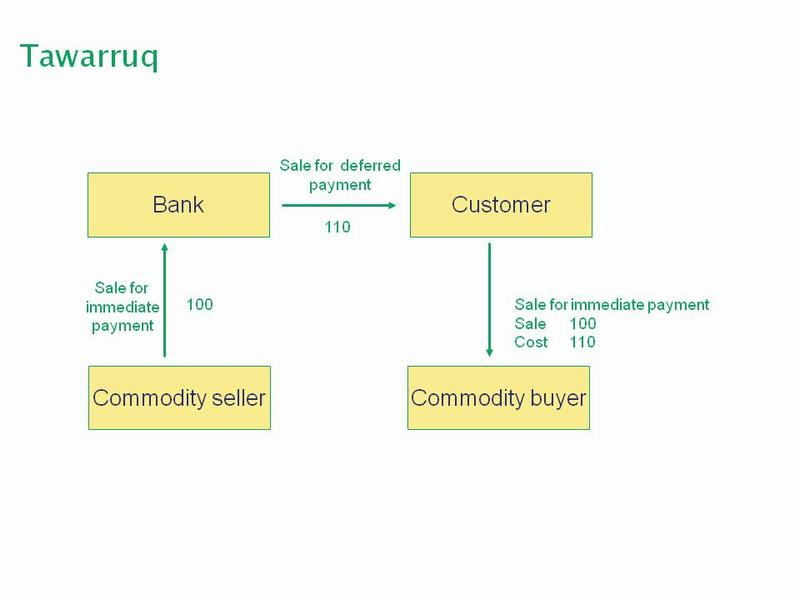 Tawarruq
Sale for deferred
payment
Bank
Customer
110
Sale for
immediate
payment
100
Sale for immediate payment
Sale 100
Cost 110
Commodity seller
Commodity buyer